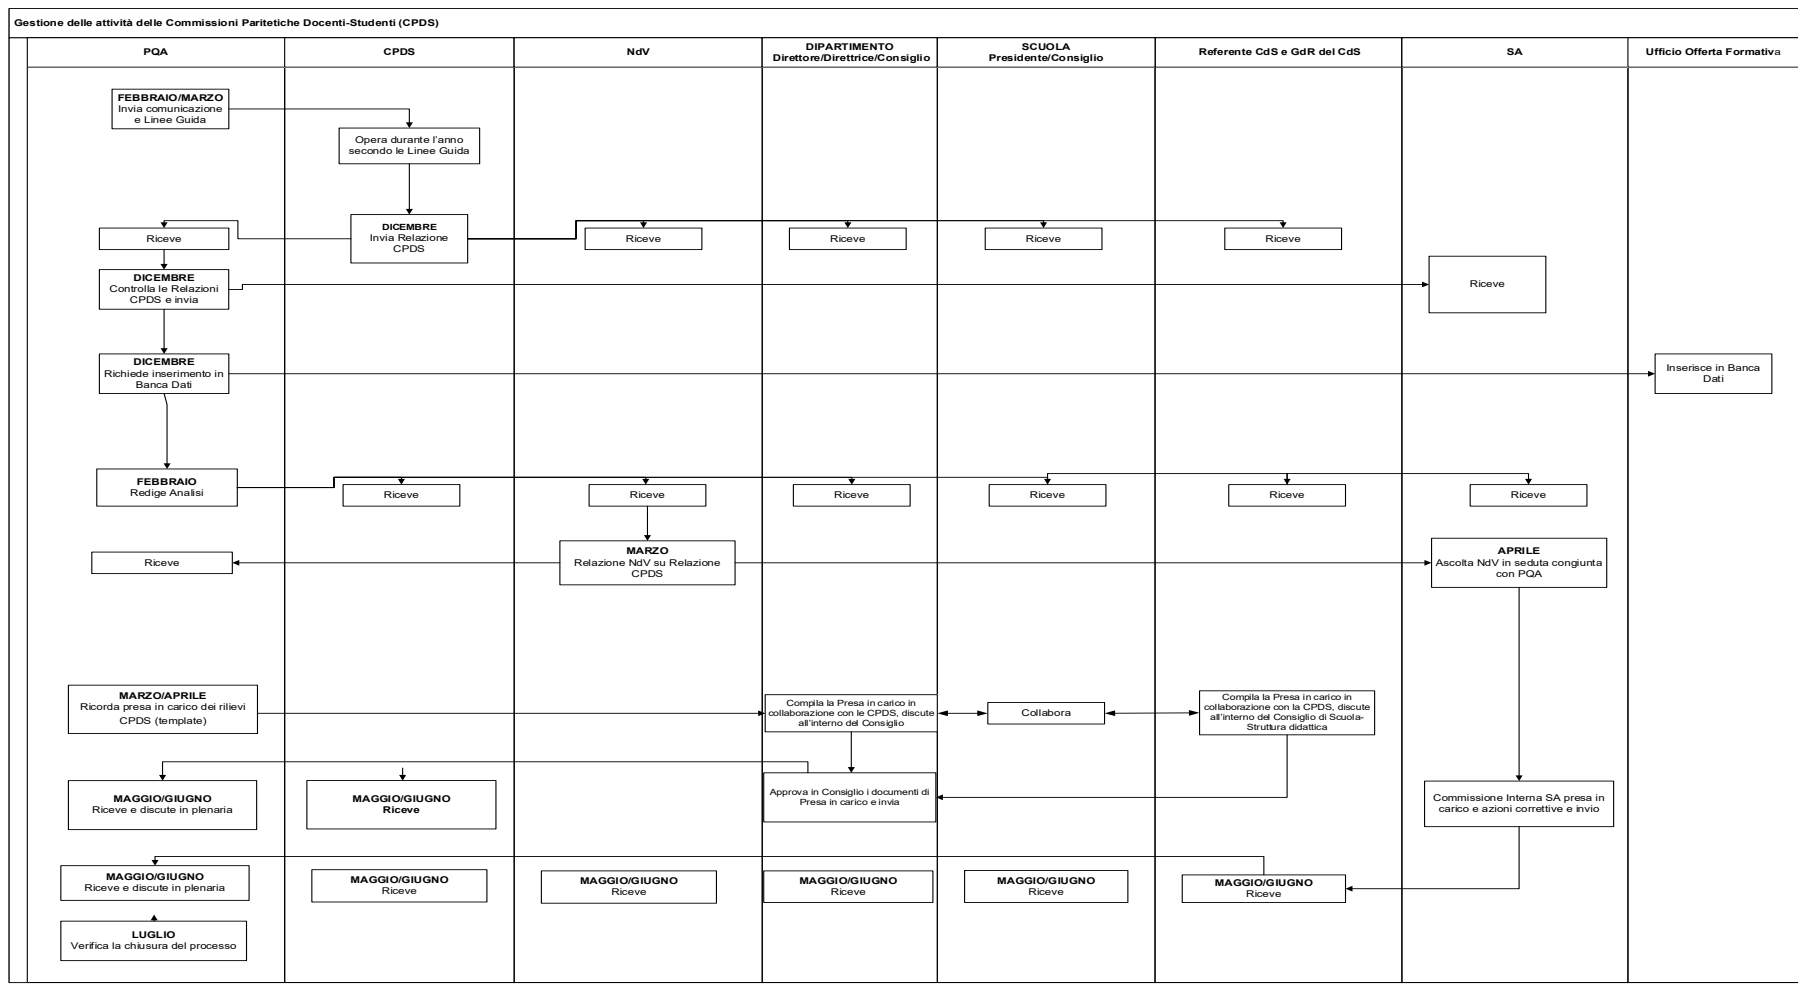 Gestione delle attività delle Commissioni Paritetiche Docenti-Studenti (CPDS)
PQA
CPDS
NdV
DIPARTIMENTO
Direttore/Direttrice/Consiglio
SCUOLA
Presidente/Consiglio
Referente CdS e GdR del CdS
SA
Ufficio Offerta Formativa
FEBBRAIO/MARZO
Invia comunicazione
e Linee Guida
Opera durante l'anno
secondo le Linee Guida
DICEMBRE
Invia Relazione
CPDS
Riceve
Riceve
Riceve
Riceve
Riceve
DICEMBRE
Controlla le Relazioni
CPDS e invia
Riceve
DICEMBRE
Richiede inserimento in
Banca Dati
Inserisce in Banca
Dati
FEBBRAIO
Redige Analisi
Riceve
Riceve
Riceve
Riceve
Riceve
Riceve
Riceve
MARZO
Relazione NdV su Relazione
CPDS
APRILE
Ascolta NdV in seduta congiunta
con PQA
MARZO/APRILE
Ricorda presa in carico dei rilievi
CPDS (template)
Compila la Presa in carico in
collaborazione con le CPDS, discute
all'interno del Consiglio
Collabora
Compila la Presa in carico in
collaborazione con la CPDS, discute
all'interno del Consiglio di Scuola-
Struttura didattica
MAGGIO/GIUGNO
Riceve e discute in plenaria
MAGGIO/GIUGNO
Riceve
Approva in Consiglio i documenti di
Presa in carico e invia
Commissione Interna SA presa in
carico e azioni correttive e invio
MAGGIO/GIUGNO
Riceve e discute in plenaria
MAGGIO/GIUGNO
Riceve
MAGGIO/GIUGNO
Riceve
MAGGIO/GIUGNO
Riceve
MAGGIO/GIUGNO
Riceve
MAGGIO/GIUGNO
Riceve
LUGLIO
Verifica la chiusura del processo